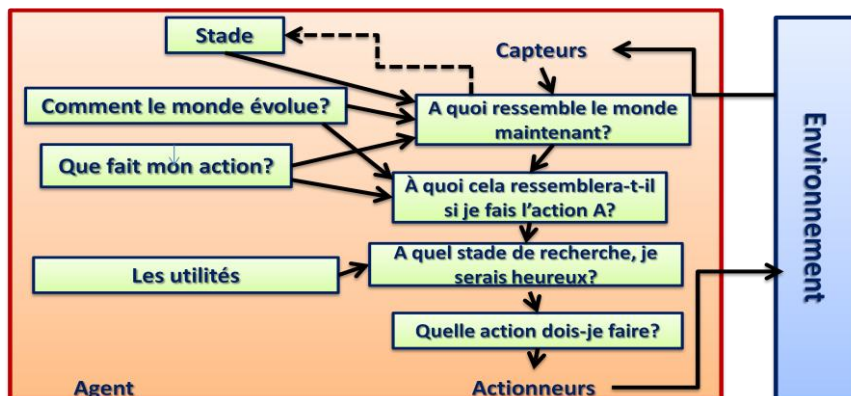 Stade
Capteurs
Comment le monde évolue?
A quoi ressemble le monde
maintenant?
Que fait mon action?
À quoi cela ressemblera-t-il
si je fais l'action A?
Les utilités
A quel stade de recherche, je
serais heureux?
Quelle action dois-je faire?
Agent
Actionneurs
Environnement